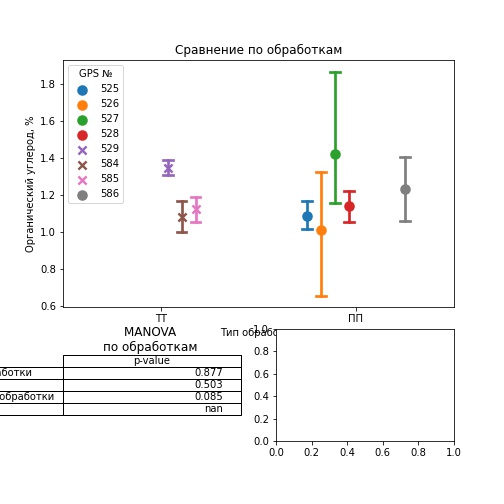 Сравнение по обработкам
Органический углерод, %
1.8
1.6
1.4
1.2
1.0
0.8
0.6
GPS №
525
526
527
528
529
584
585
586
ТТ
ПП
MANOVA
по обработкам
p-value
0.877
0.503
обработки 0.085
nan
1.0
0.8
0.6
0.4
0.2
0.0
0.0 0.2 0.4 0.6 0.8 1.0